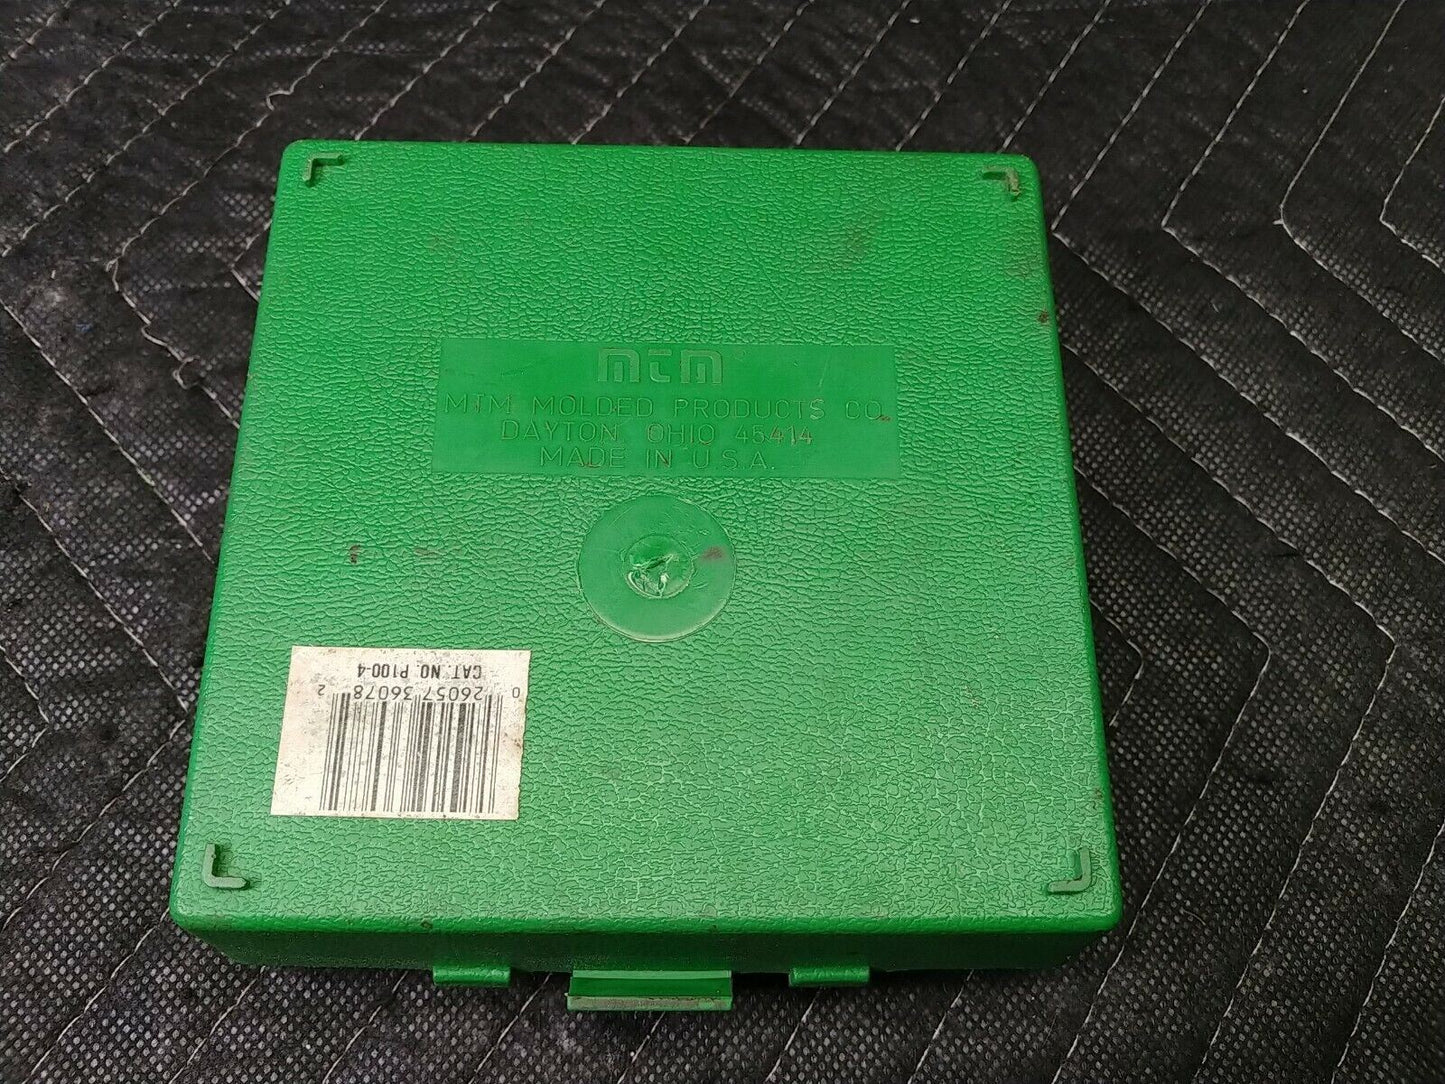 mtm
MTM MOLDED PRODUCTS CO.
DAYTON, OHIO 45414
MADE IN U.S.A.
CAT. NO. P100-4
0 26057 36078 2